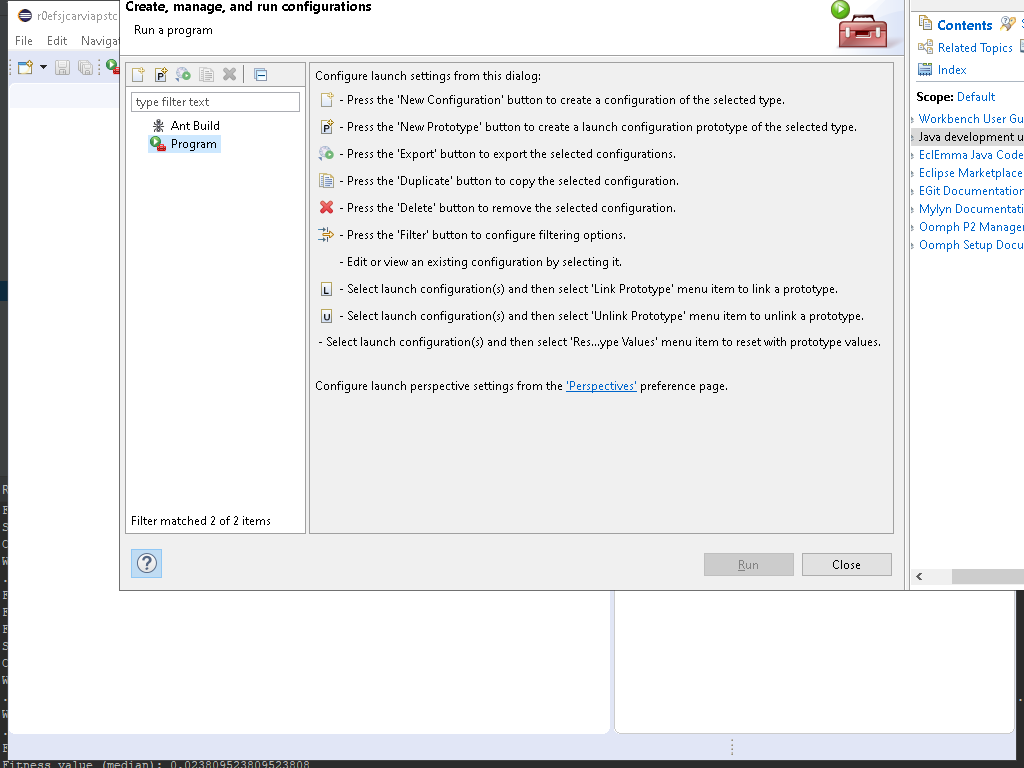 Create, manage, and run configurations
Run a program
r0efsjcarviapstc
File Edit Naviga
type filter text
Ant Build
Program
Filter matched 2 of 2 items
Configure launch settings from this dialog:
- Press the 'New Configuration' button to create a configuration of the selected type.
- Press the 'New Prototype' button to create a launch configuration prototype of the selected type.
- Press the 'Export' button to export the selected configurations.
- Press the 'Duplicate' button to copy the selected configuration.
- Press the 'Delete' button to remove the selected configuration.
- Press the 'Filter' button to configure filtering options.
- Edit or view an existing configuration by selecting it.
L - Select launch configuration(s) and then select 'Link Prototype' menu item to link a prototype.
U - Select launch configuration(s) and then select 'Unlink Prototype' menu item to unlink a prototype.
- Select launch configuration(s) and then select 'Res...ype Values' menu item to reset with prototype values.
Configure launch perspective settings from the 'Perspectives' preference page.
Run
Close
Contents
Related Topics
Index
Scope: Default
Workbench User Gu
Java development u
EclEmma Java Code
Eclipse Marketplace
EGit Documentation
Mylyn Documentati
Oomph P2 Manager
Oomph Setup Docu
Fitness value (median): 0.023809523809523808